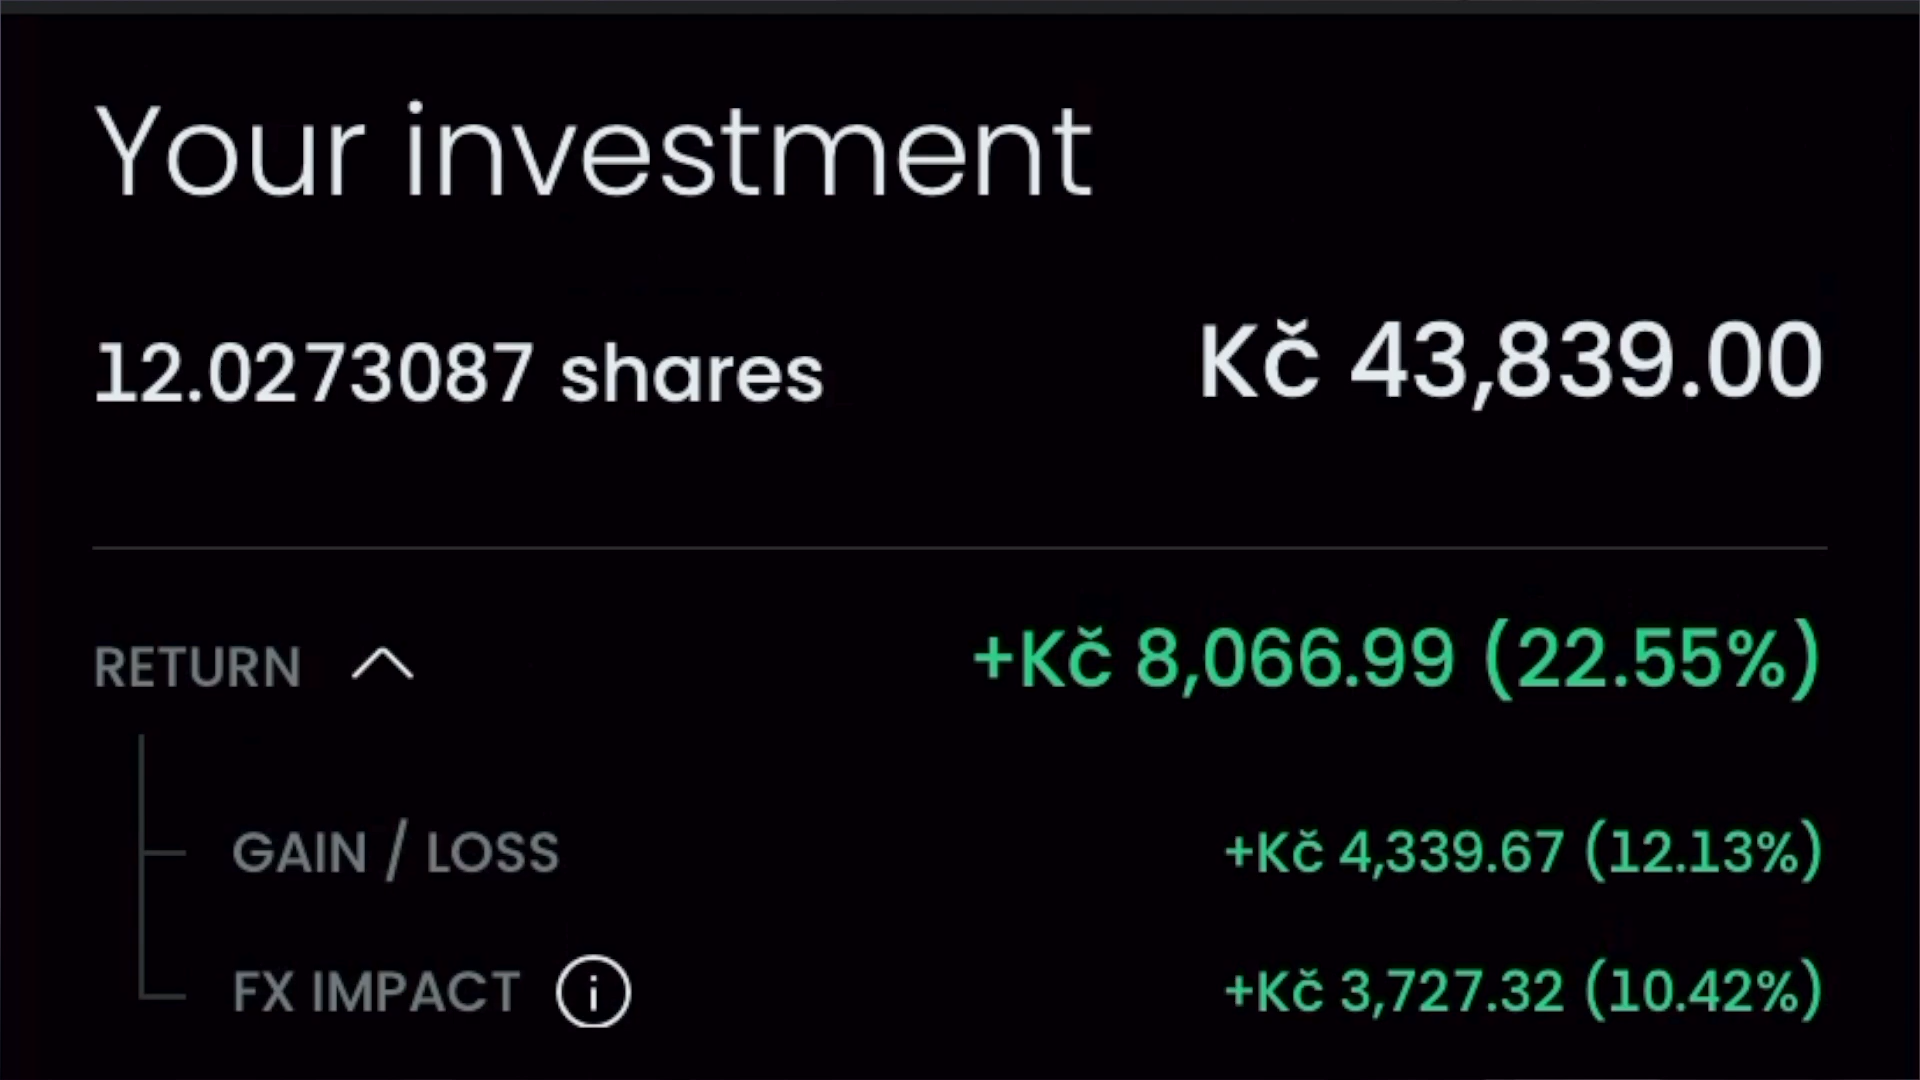 Your investment
12.0273087 shares Kč 43,839.00
RETURN +Kč 8,066.99 (22.55%)
GAIN / LOSS +Kč 4,339.67 (12.13%)
FX IMPACT +Kč 3,727.32 (10.42%)